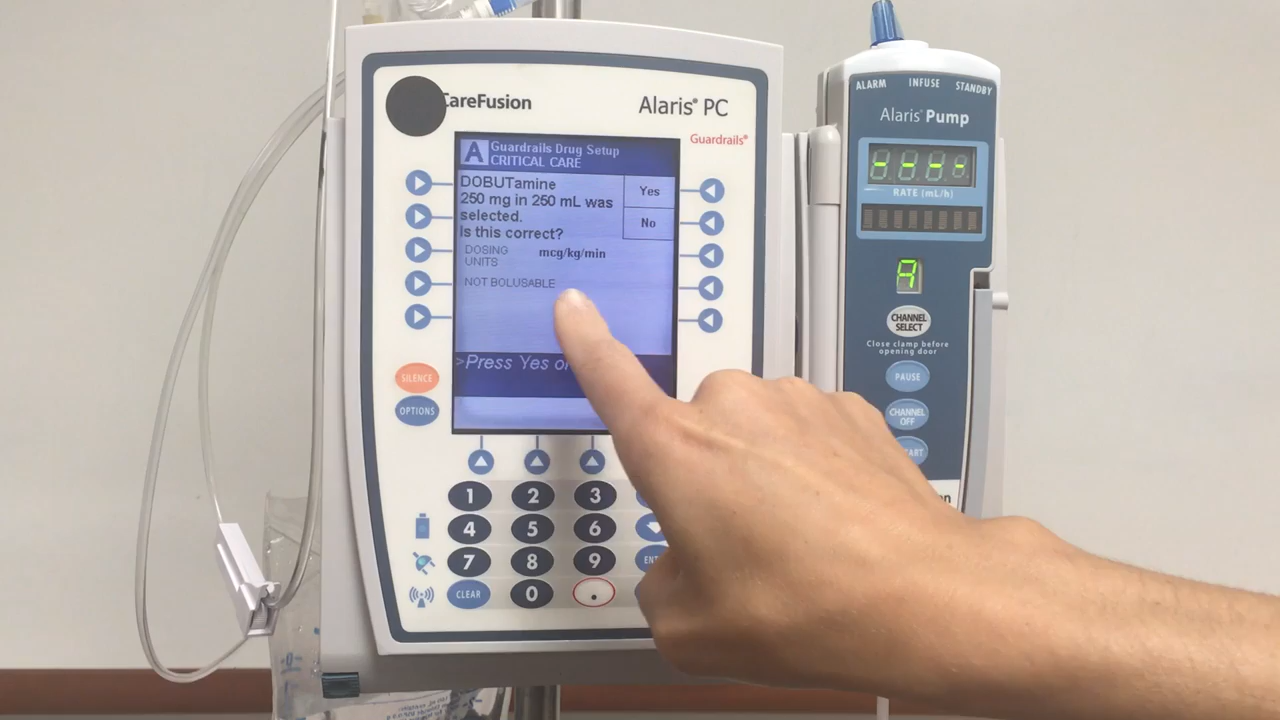 CareFusion
Alaris® PC
Guardrails®
A Guardrails Drug Setup
CRITICAL CARE
DOBUTamine
250 mg in 250 mL was
selected.
Is this correct?
Yes
No
DOSING
UNITS
mcg/kg/min
NOT BOLUSABLE
>Press Yes
SILENCE
OPTIONS
1 2 3
4 5 6
7 8 9
CLEAR 0 .
ALARM INFUSE STANDBY
Alaris® Pump
RATE (mL/h)
A
CHANNEL
SELECT
Close clamp before
opening door
PAUSE
CHANNEL
OFF